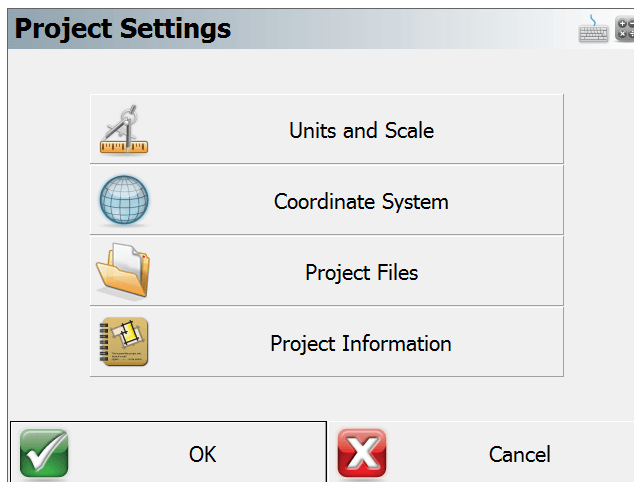 Project Settings
Units and Scale
Coordinate System
Project Files
Project Information
OK
Cancel